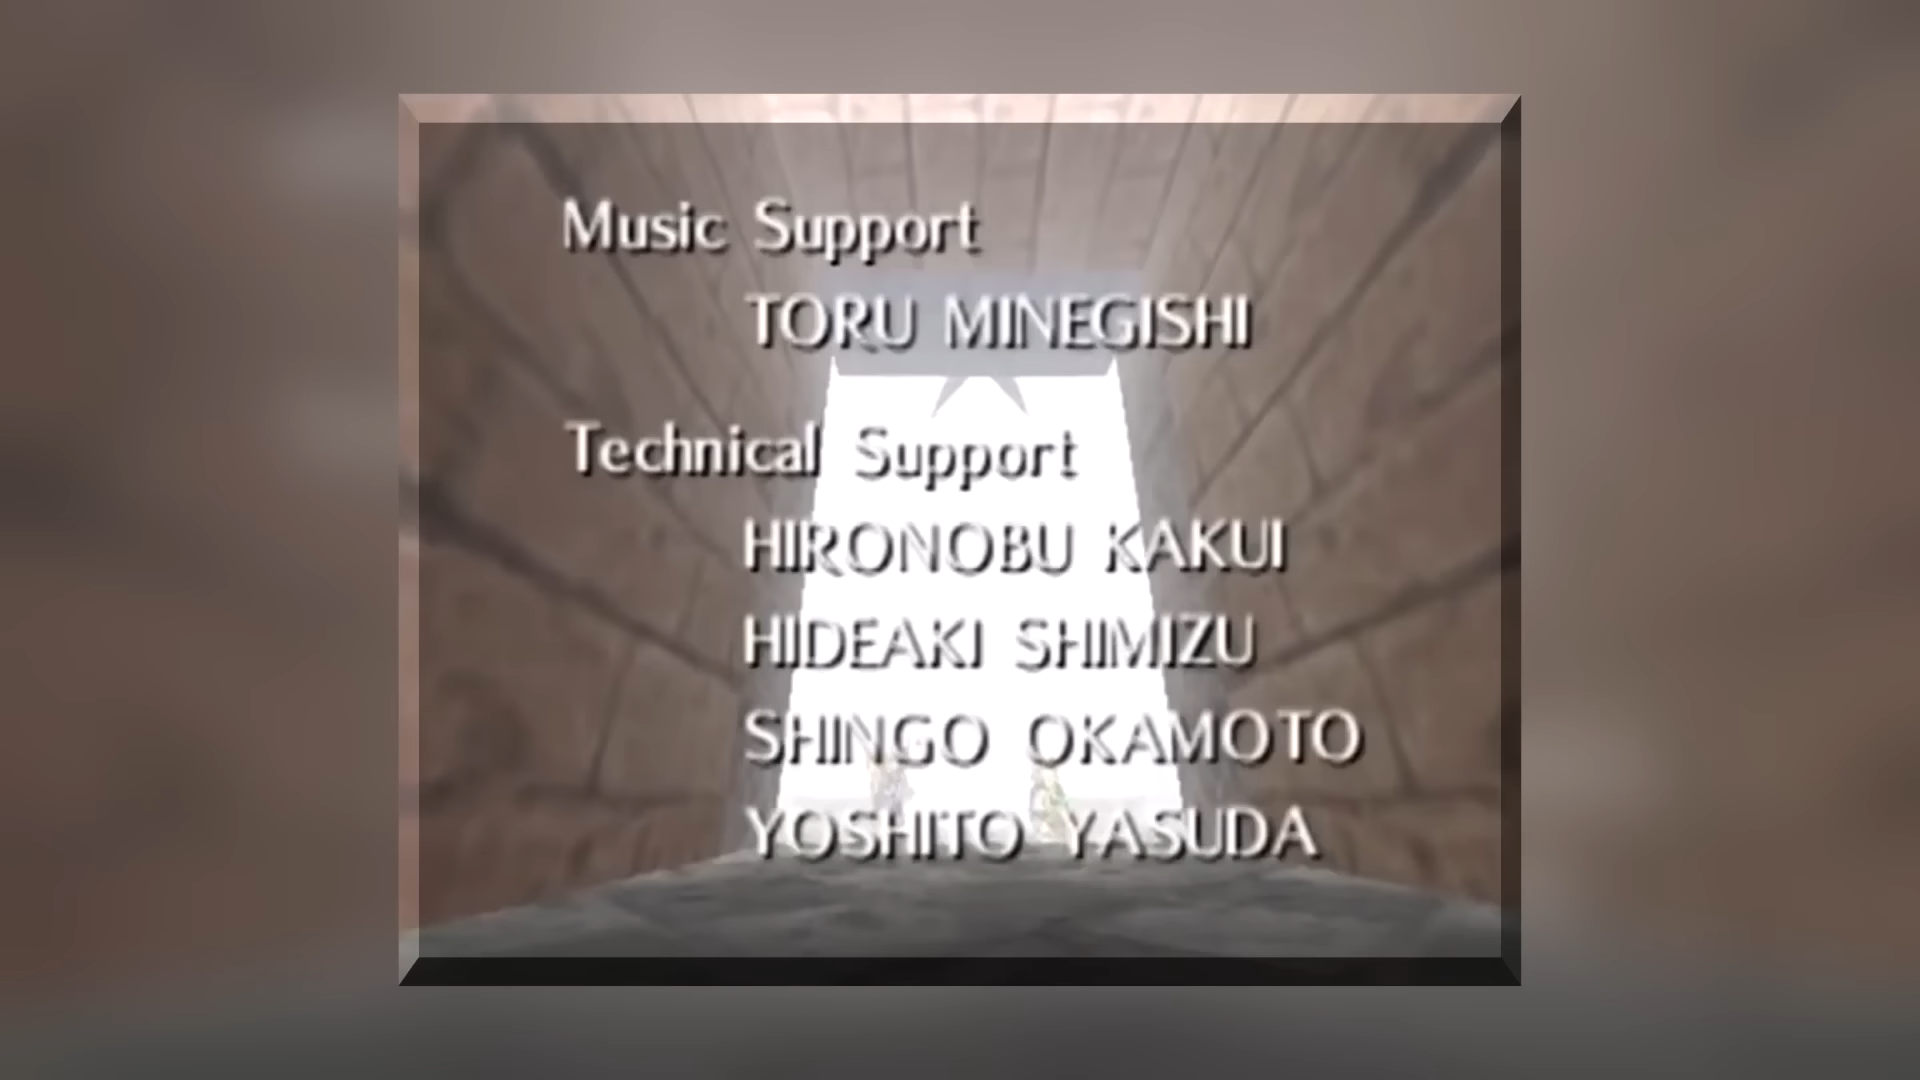 Music Support
TORU MINEGISHI
Technical Support
HIRONOBU KAKUI
HIDEAKI SHIMIZU
SHINGO OKAMOTO
YOSHITO YASUDA